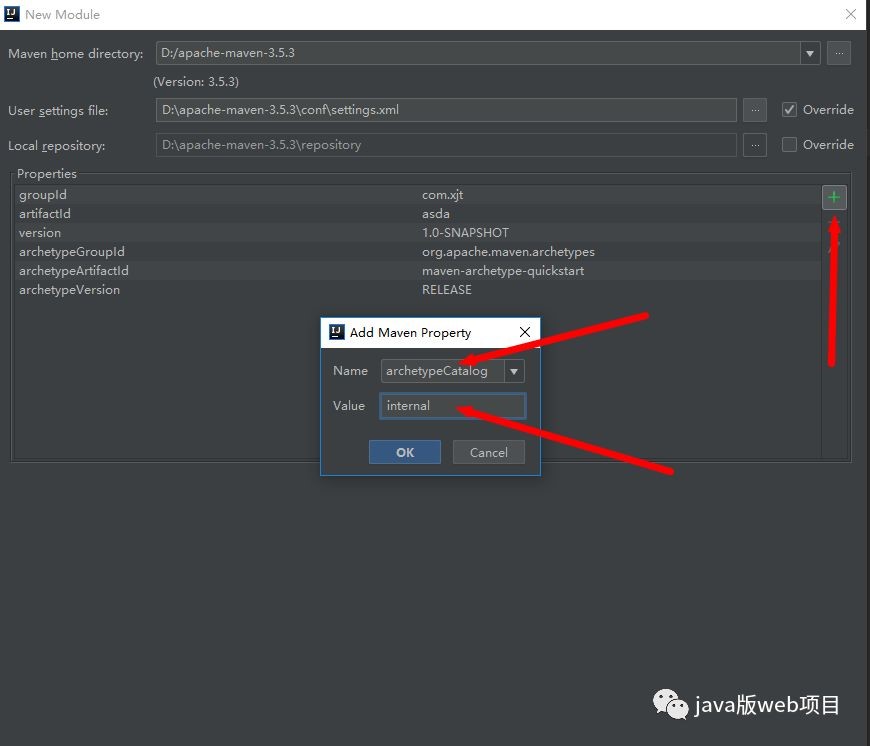 New Module
Maven home directory: D:/apache-maven-3.5.3 ...
(Version: 3.5.3)
User settings file: D:\apache-maven-3.5.3\conf\settings.xml ... Override
Local repository: D:\apache-maven-3.5.3\repository ... Override
Properties
groupId com.xjt
artifactId asda
version 1.0-SNAPSHOT
archetypeGroupId org.apache.maven.archetypes
archetypeArtifactId maven-archetype-quickstart
archetypeVersion RELEASE
Add Maven Property
Name archetypeCatalog
Value internal
OK Cancel
java版web项目